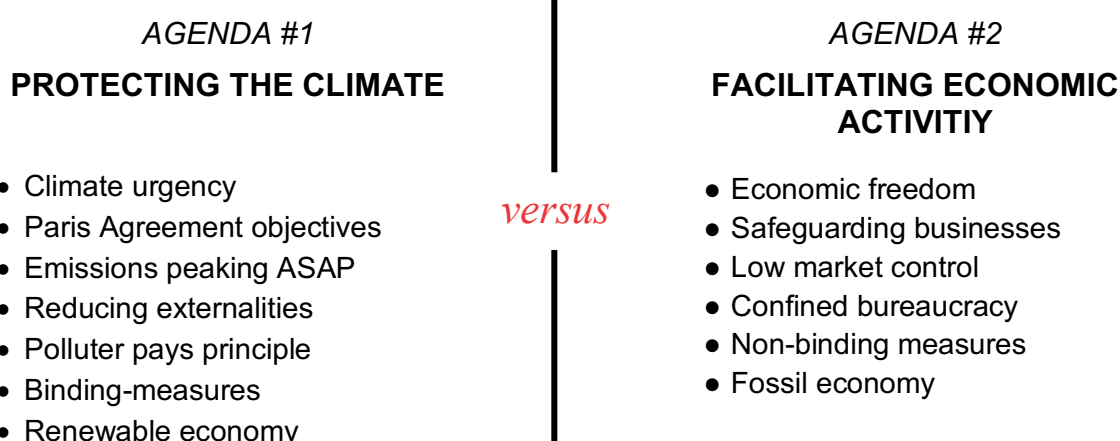 AGENDA #1
PROTECTING THE CLIMATE
• Climate urgency
• Paris Agreement objectives
• Emissions peaking ASAP
• Reducing externalities
• Polluter pays principle
• Binding-measures
• Renewable economy
versus
AGENDA #2
FACILITATING ECONOMIC
ACTIVITIY
● Economic freedom
● Safeguarding businesses
● Low market control
● Confined bureaucracy
● Non-binding measures
● Fossil economy